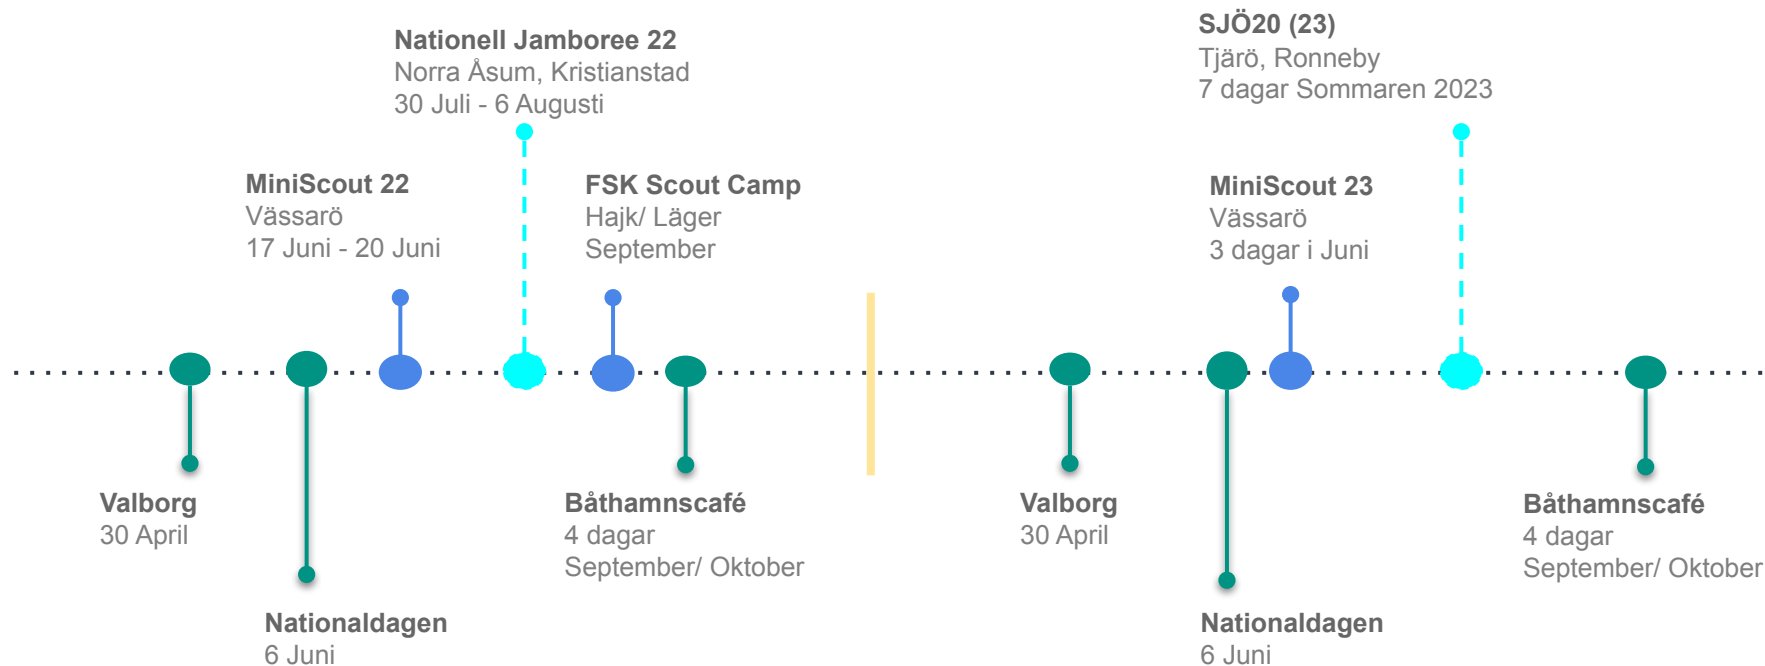 Nationell Jamboree 22
Norra Åsum, Kristianstad
30 Juli - 6 Augusti
SJÖ20 (23)
Tjärö, Ronneby
7 dagar Sommaren 2023
MiniScout 22
Vässarö
17 Juni - 20 Juni
FSK Scout Camp
Hajk/ Läger
September
MiniScout 23
Vässarö
3 dagar i Juni
Valborg
30 April
Båthamnscafé
4 dagar
September/ Oktober
Valborg
30 April
Båthamnscafé
4 dagar
September/ Oktober
Nationaldagen
6 Juni
Nationaldagen
6 Juni